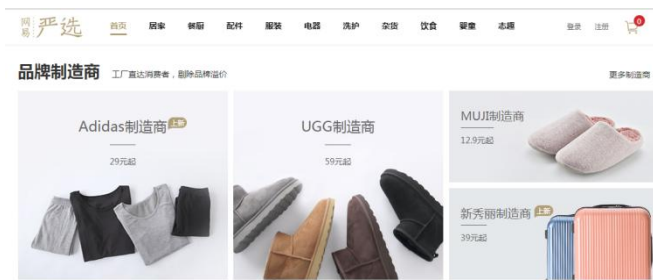 网易严选 首页 居家 餐厨 配件 服装 电器 洗护 杂货 饮食 婴童 志趣 登录 注册 0
品牌制造商 工厂直达消费者，剔除品牌溢价 更多制造商
Adidas制造商 上新
29元起
UGG制造商
59元起
MUJI制造商
12.9元起
新秀丽制造商 上新
39元起